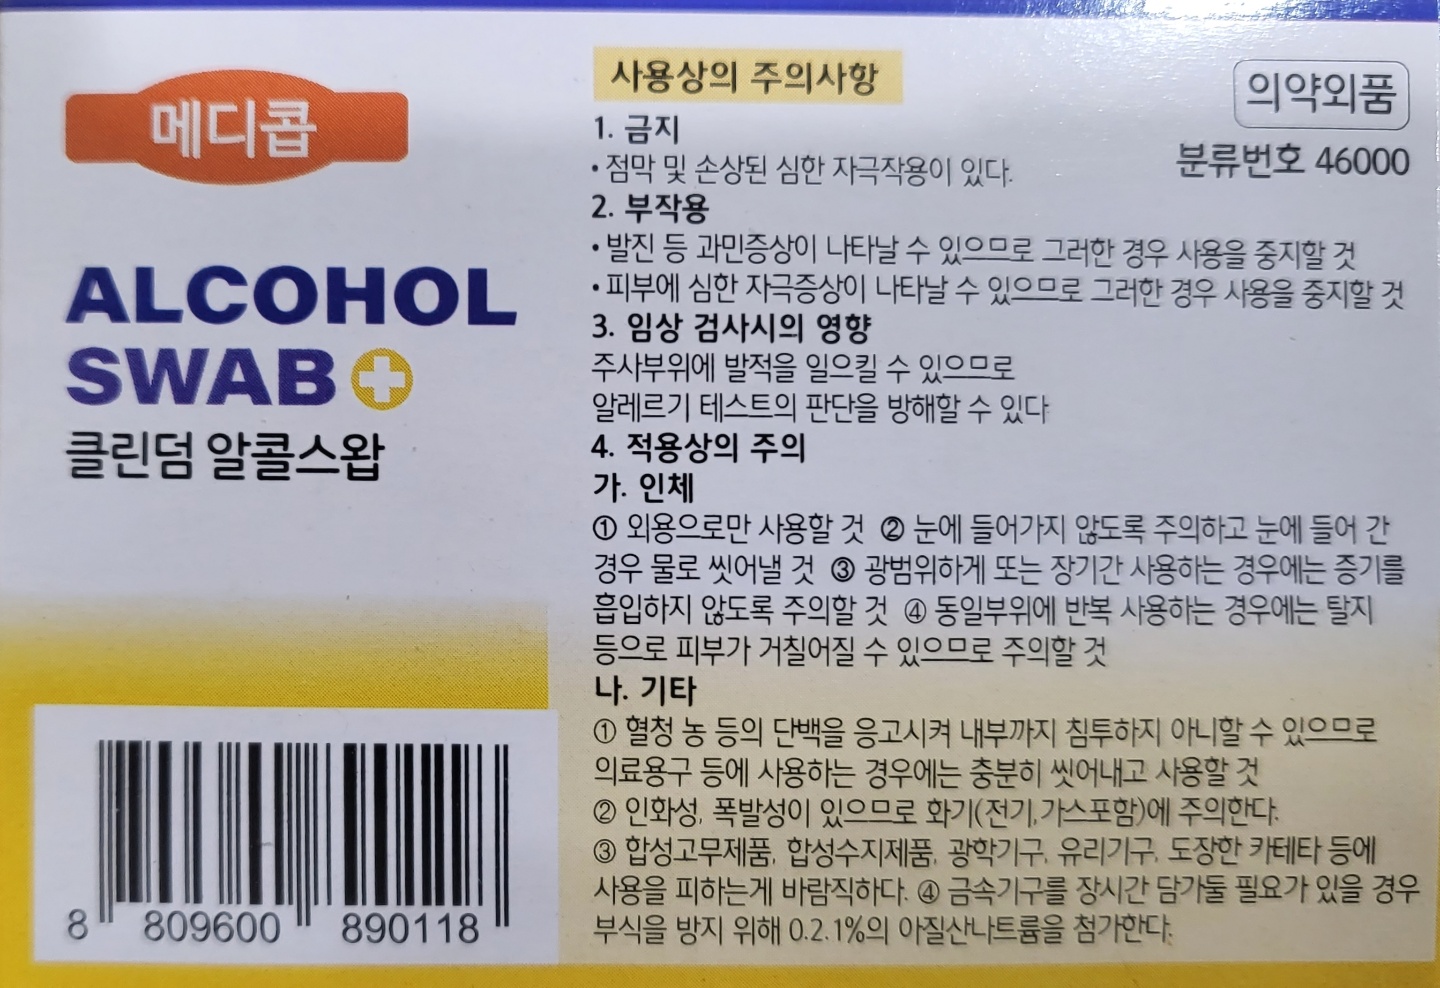 메디콥
ALCOHOL
SWAB
클린덤 알콜스왑
8 809600 890118
사용상의 주의사항
의약외품
분류번호 46000
1. 금지
• 점막 및 손상된 심한 자극작용이 있다.
2. 부작용
• 발진 등 과민증상이 나타날 수 있으므로 그러한 경우 사용을 중지할 것
• 피부에 심한 자극증상이 나타날 수 있으므로 그러한 경우 사용을 중지할 것
3. 임상 검사시의 영향
주사부위에 발적을 일으킬 수 있으므로
알레르기 테스트의 판단을 방해할 수 있다
4. 적용상의 주의
가. 인체
① 외용으로만 사용할 것 ② 눈에 들어가지 않도록 주의하고 눈에 들어 간
경우 물로 씻어낼 것 ③ 광범위하게 또는 장기간 사용하는 경우에는 증기를
흡입하지 않도록 주의할 것 ④ 동일부위에 반복 사용하는 경우에는 탈지
등으로 피부가 거칠어질 수 있으므로 주의할 것
나. 기타
① 혈청 농 등의 단백을 응고시켜 내부까지 침투하지 아니할 수 있으므로
의료용구 등에 사용하는 경우에는 충분히 씻어내고 사용할 것
② 인화성, 폭발성이 있으므로 화기(전기,가스포함)에 주의한다.
③ 합성고무제품, 합성수지제품, 광학기구, 유리기구, 도장한 카테타 등에
사용을 피하는게 바람직하다. ④ 금속기구를 장시간 담가둘 필요가 있을 경우
부식을 방지 위해 0.2.1%의 아질산나트륨을 첨가한다.